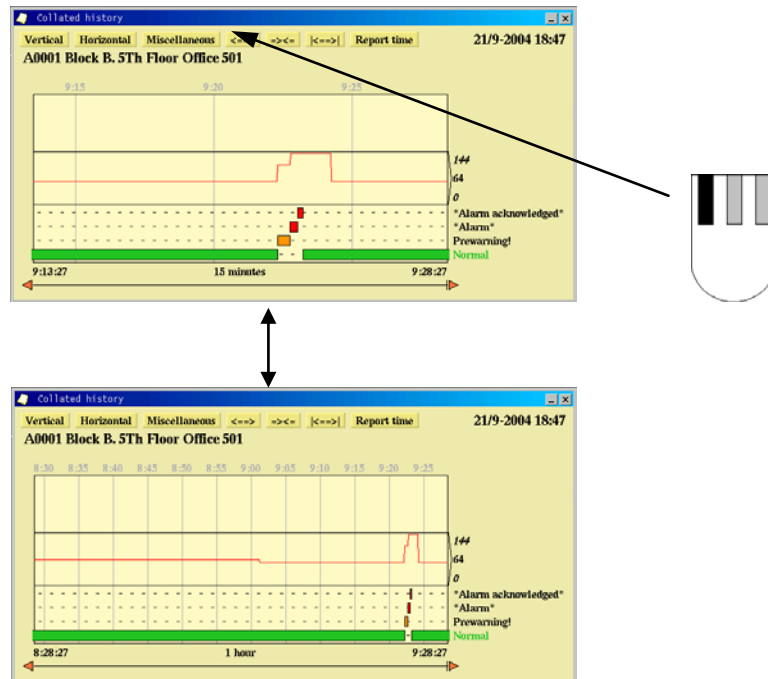 Collated history
Vertical Horizontal Miscellaneous <==> =><= |<==>| Report time 21/9-2004 18:47
A0001 Block B. 5Th Floor Office 501
9:15 9:20 9:25
144
64
0
*Alarm acknowledged*
*Alarm*
Prewarning!
Normal
9:13:27 15 minutes 9:28:27
Collated history
Vertical Horizontal Miscellaneous <==> =><= |<==>| Report time 21/9-2004 18:47
A0001 Block B. 5Th Floor Office 501
8:30 8:35 8:40 8:45 8:50 8:55 9:00 9:05 9:10 9:15 9:20 9:25
144
64
0
*Alarm acknowledged*
*Alarm*
Prewarning!
Normal
8:28:27 1 hour 9:28:27